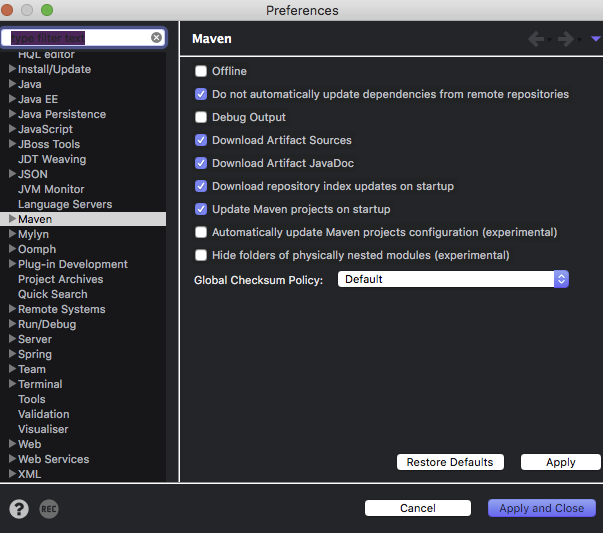 Preferences
type filter text
HQL editor
Install/Update
Java
Java EE
Java Persistence
JavaScript
JBoss Tools
JDT Weaving
JSON
JVM Monitor
Language Servers
Maven
Mylyn
Oomph
Plug-in Development
Project Archives
Quick Search
Remote Systems
Run/Debug
Server
Spring
Team
Terminal
Tools
Validation
Visualiser
Web
Web Services
XML
Maven
Offline
Do not automatically update dependencies from remote repositories
Debug Output
Download Artifact Sources
Download Artifact JavaDoc
Download repository index updates on startup
Update Maven projects on startup
Automatically update Maven projects configuration (experimental)
Hide folders of physically nested modules (experimental)
Global Checksum Policy: Default
Restore Defaults Apply
? REC Cancel Apply and Close